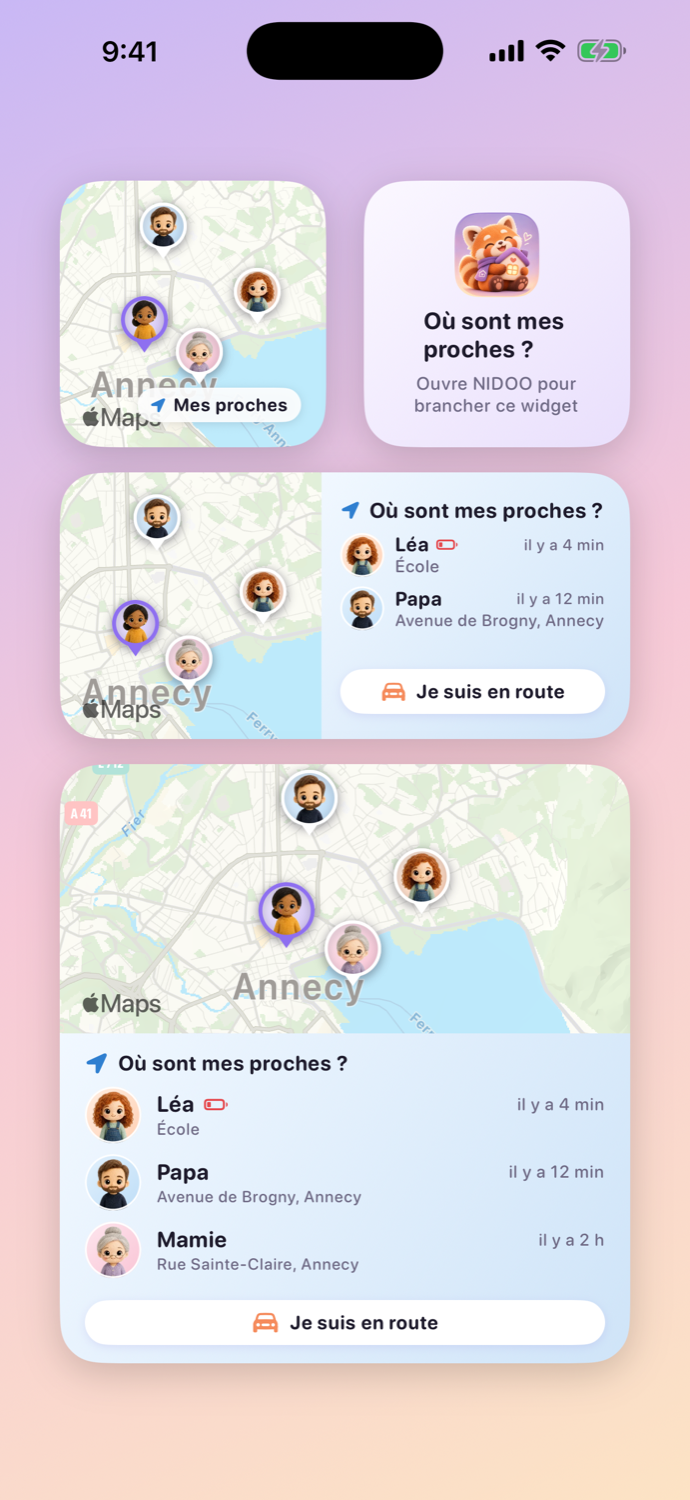 9:41
Annecy
Maps
Mes proches
Où sont mes
proches ?
Ouvre NIDOO pour
brancher ce widget
Annecy
Maps
Ferry
Où sont mes proches ?
Léa
il y a 4 min
École
Papa
il y a 12 min
Avenue de Brogny, Annecy
Je suis en route
A 41
Fier
Annecy
Maps
Où sont mes proches ?
Léa
il y a 4 min
École
Papa
il y a 12 min
Avenue de Brogny, Annecy
Mamie
il y a 2 h
Rue Sainte-Claire, Annecy
Je suis en route